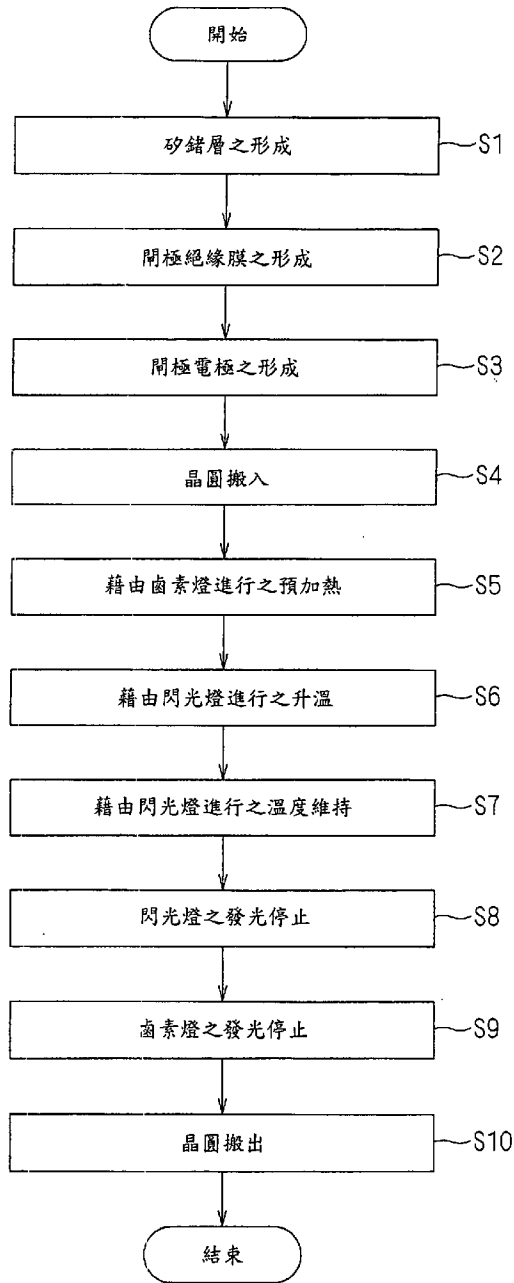 開始
矽鍺層之形成 S1
閘極絕緣膜之形成 S2
閘極電極之形成 S3
晶圓搬入 S4
藉由鹵素燈進行之預加熱 S5
藉由閃光燈進行之升溫 S6
藉由閃光燈進行之溫度維持 S7
閃光燈之發光停止 S8
鹵素燈之發光停止 S9
晶圓搬出 S10
結束